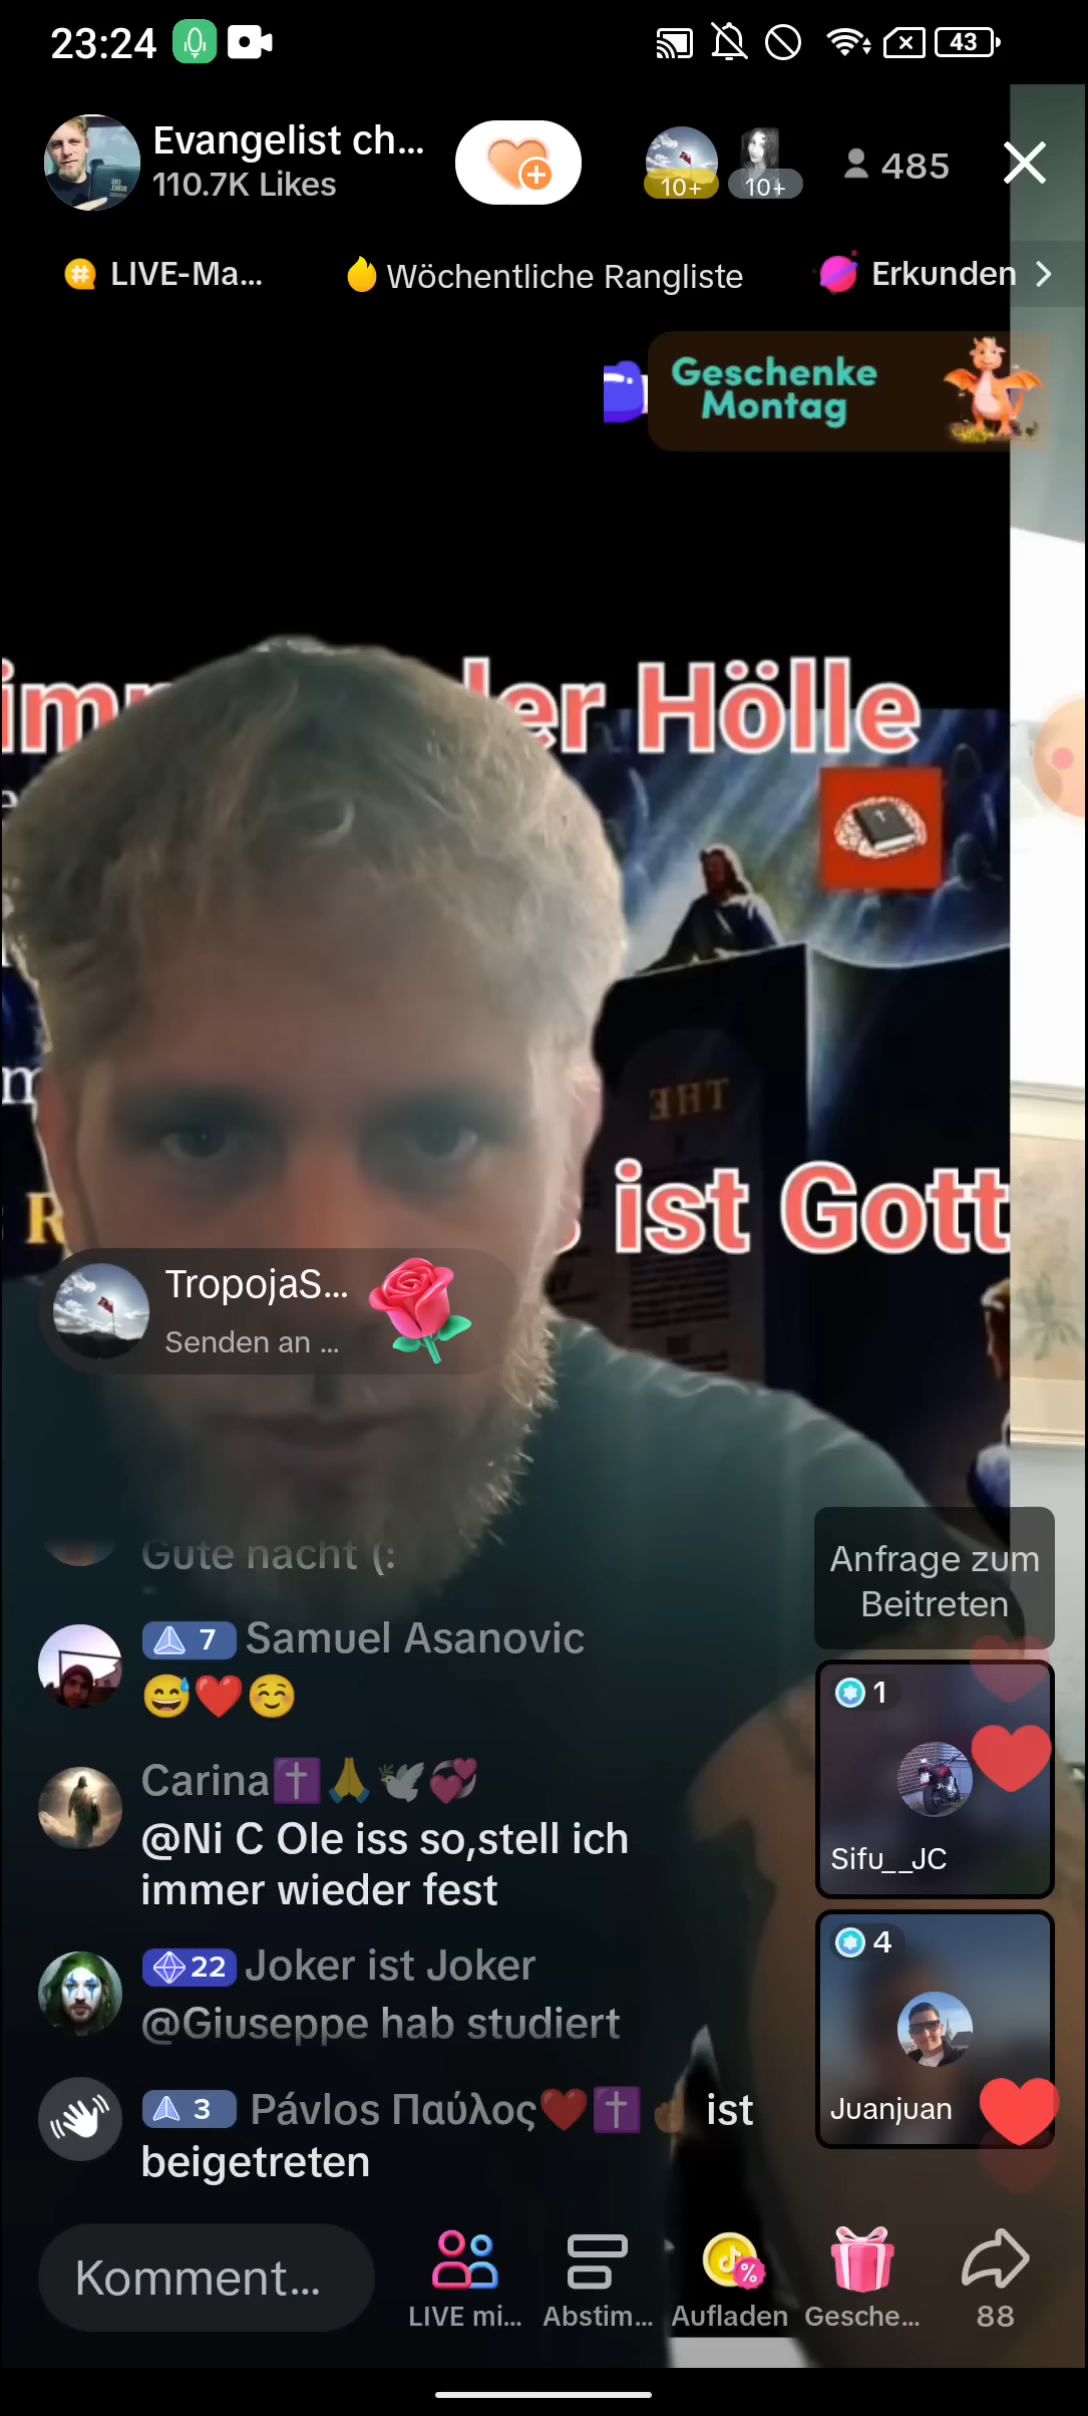 23:24
43
Evangelist ch...
110.7K Likes
10+
10+
485
LIVE-Ma...
Wöchentliche Rangliste
Erkunden
Geschenke
Montag
der Hölle
THE
ist Gott
TropojaS...
Senden an ...
Gute nacht (:
Anfrage zum
Beitreten
7 Samuel Asanovic
😅❤️☺️
1
Sifu__JC
Carina✝️🙏🕊️💞
@Ni C Ole iss so,stell ich
immer wieder fest
22 Joker ist Joker
@Giuseppe hab studiert
4
Juanjuan
3 Pávlos Παύλος❤️✝️☝🏾 ist
beigetreten
Komment...
LIVE mi...
Abstim...
Aufladen
Gesche...
88